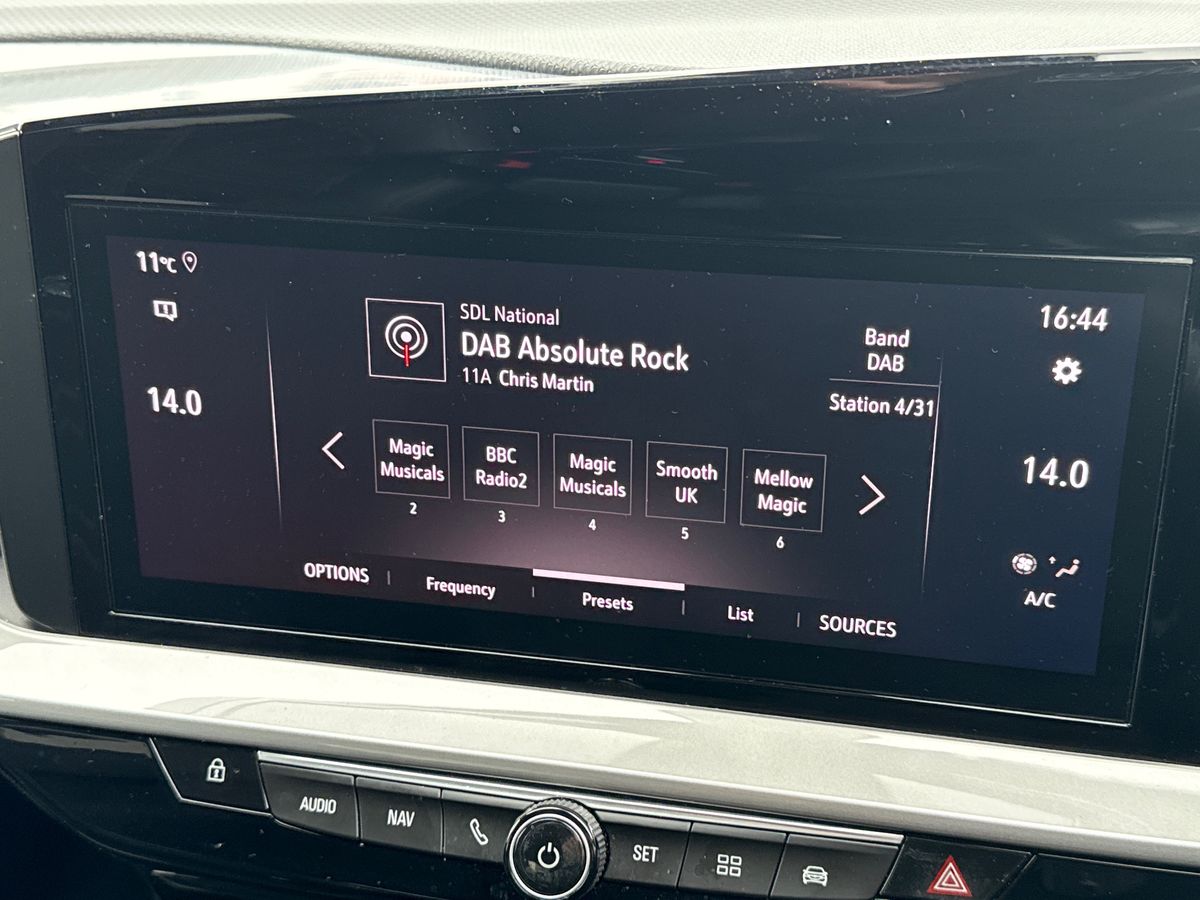 11°C
16:44
14.0
SDL National
DAB Absolute Rock
11A Chris Martin
Band
DAB
Station 4/31
Magic
Musicals
2
BBC
Radio2
3
Magic
Musicals
4
Smooth
UK
5
Mellow
Magic
6
14.0
A/C
OPTIONS
Frequency
Presets
List
SOURCES
AUDIO
NAV
SET